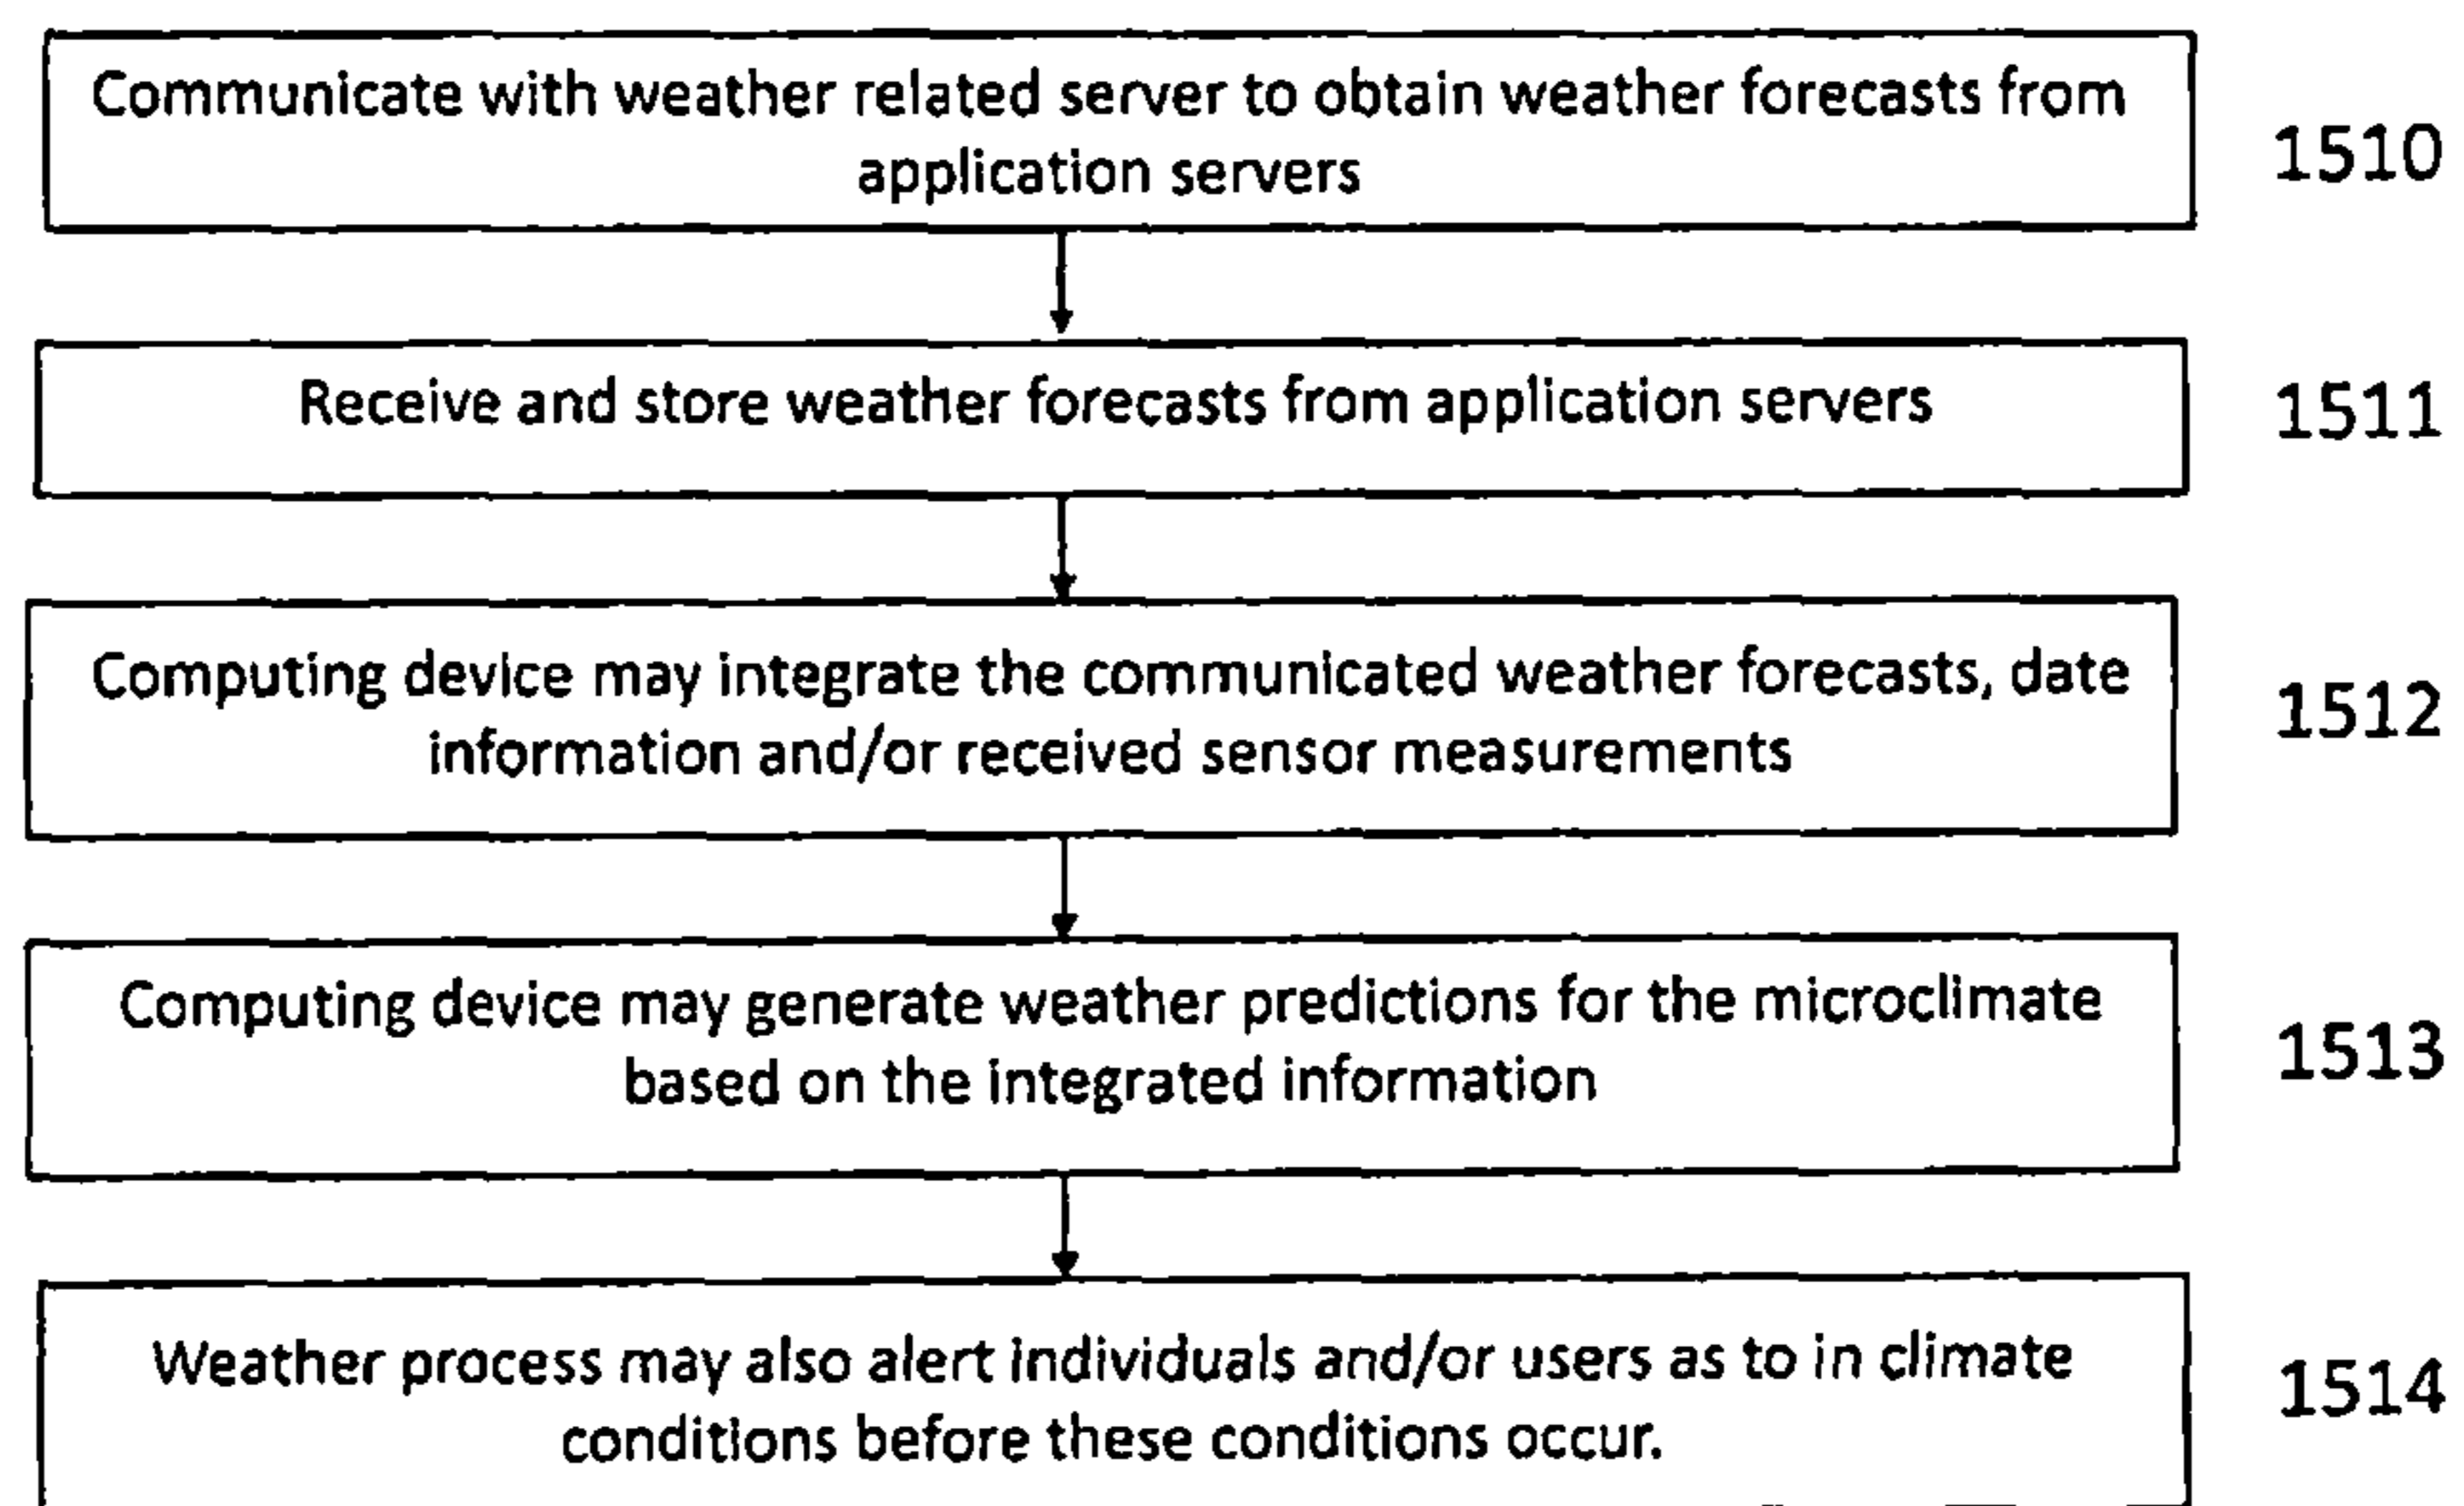 Communicate with weather related server to obtain weather forecasts from
application servers
1510
Receive and store weather forecasts from application servers
1511
Computing device may integrate the communicated weather forecasts, date
information and/or received sensor measurements
1512
Computing device may generate weather predictions for the microclimate
based on the integrated information
1513
Weather process may also alert individuals and/or users as to in climate
conditions before these conditions occur.
1514